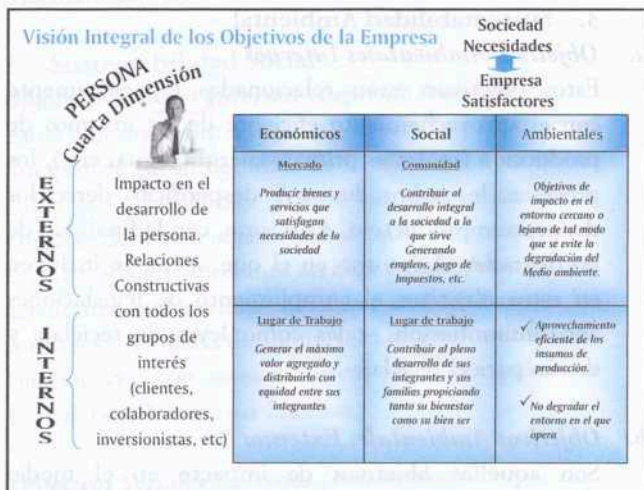 Visión Integral de los Objetivos de la Empresa
Sociedad
Necesidades
Empresa
Satisfactores
PERSONA
Cuarta Dimensión
Económicos
Social
Ambientales
EXTERNOS
Impacto en el
desarrollo de
la persona.
Relaciones
Constructivas
con todos los
grupos de
interés
(clientes,
colaboradores,
inversionistas, etc)
Mercado
Producir bienes y
servicios que
satisfagan
necesidades de la
sociedad
Comunidad
Contribuir al
desarrollo integral
a la sociedad a la
que sirve
Generando
empleos, pago de
Impuestos, etc.
Objetivos de
impacto en el
entorno cercano o
lejano de tal modo
que se evite la
degradación del
Medio ambiente.
INTERNOS
Lugar de Trabajo
Generar el máximo
valor agregado y
distribuirlo con
equidad entre sus
integrantes
Lugar de trabajo
Contribuir al pleno
desarrollo de sus
integrantes y sus
familias propiciando
tanto su bienestar
como su bien ser
✓ Aprovechamiento
eficiente de los
insumos de
producción.
✓ No degradar el
entorno en el que
opera